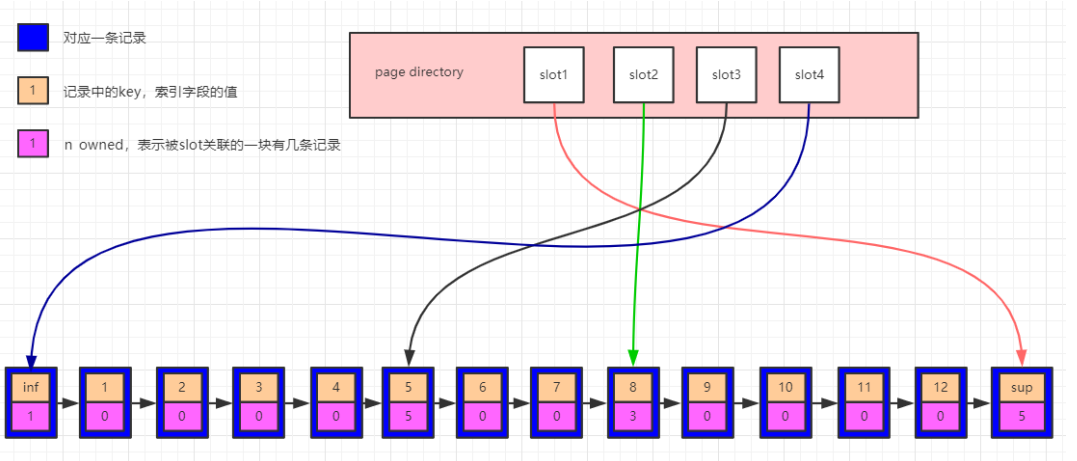 对应一条记录
1 记录中的key，索引字段的值
1 n owned，表示被slot关联的一块有几条记录
page directory slot1 slot2 slot3 slot4
inf 1 2 3 4 5 6 7 8 9 10 11 12 sup
1 0 0 0 0 5 0 0 3 0 0 0 0 5